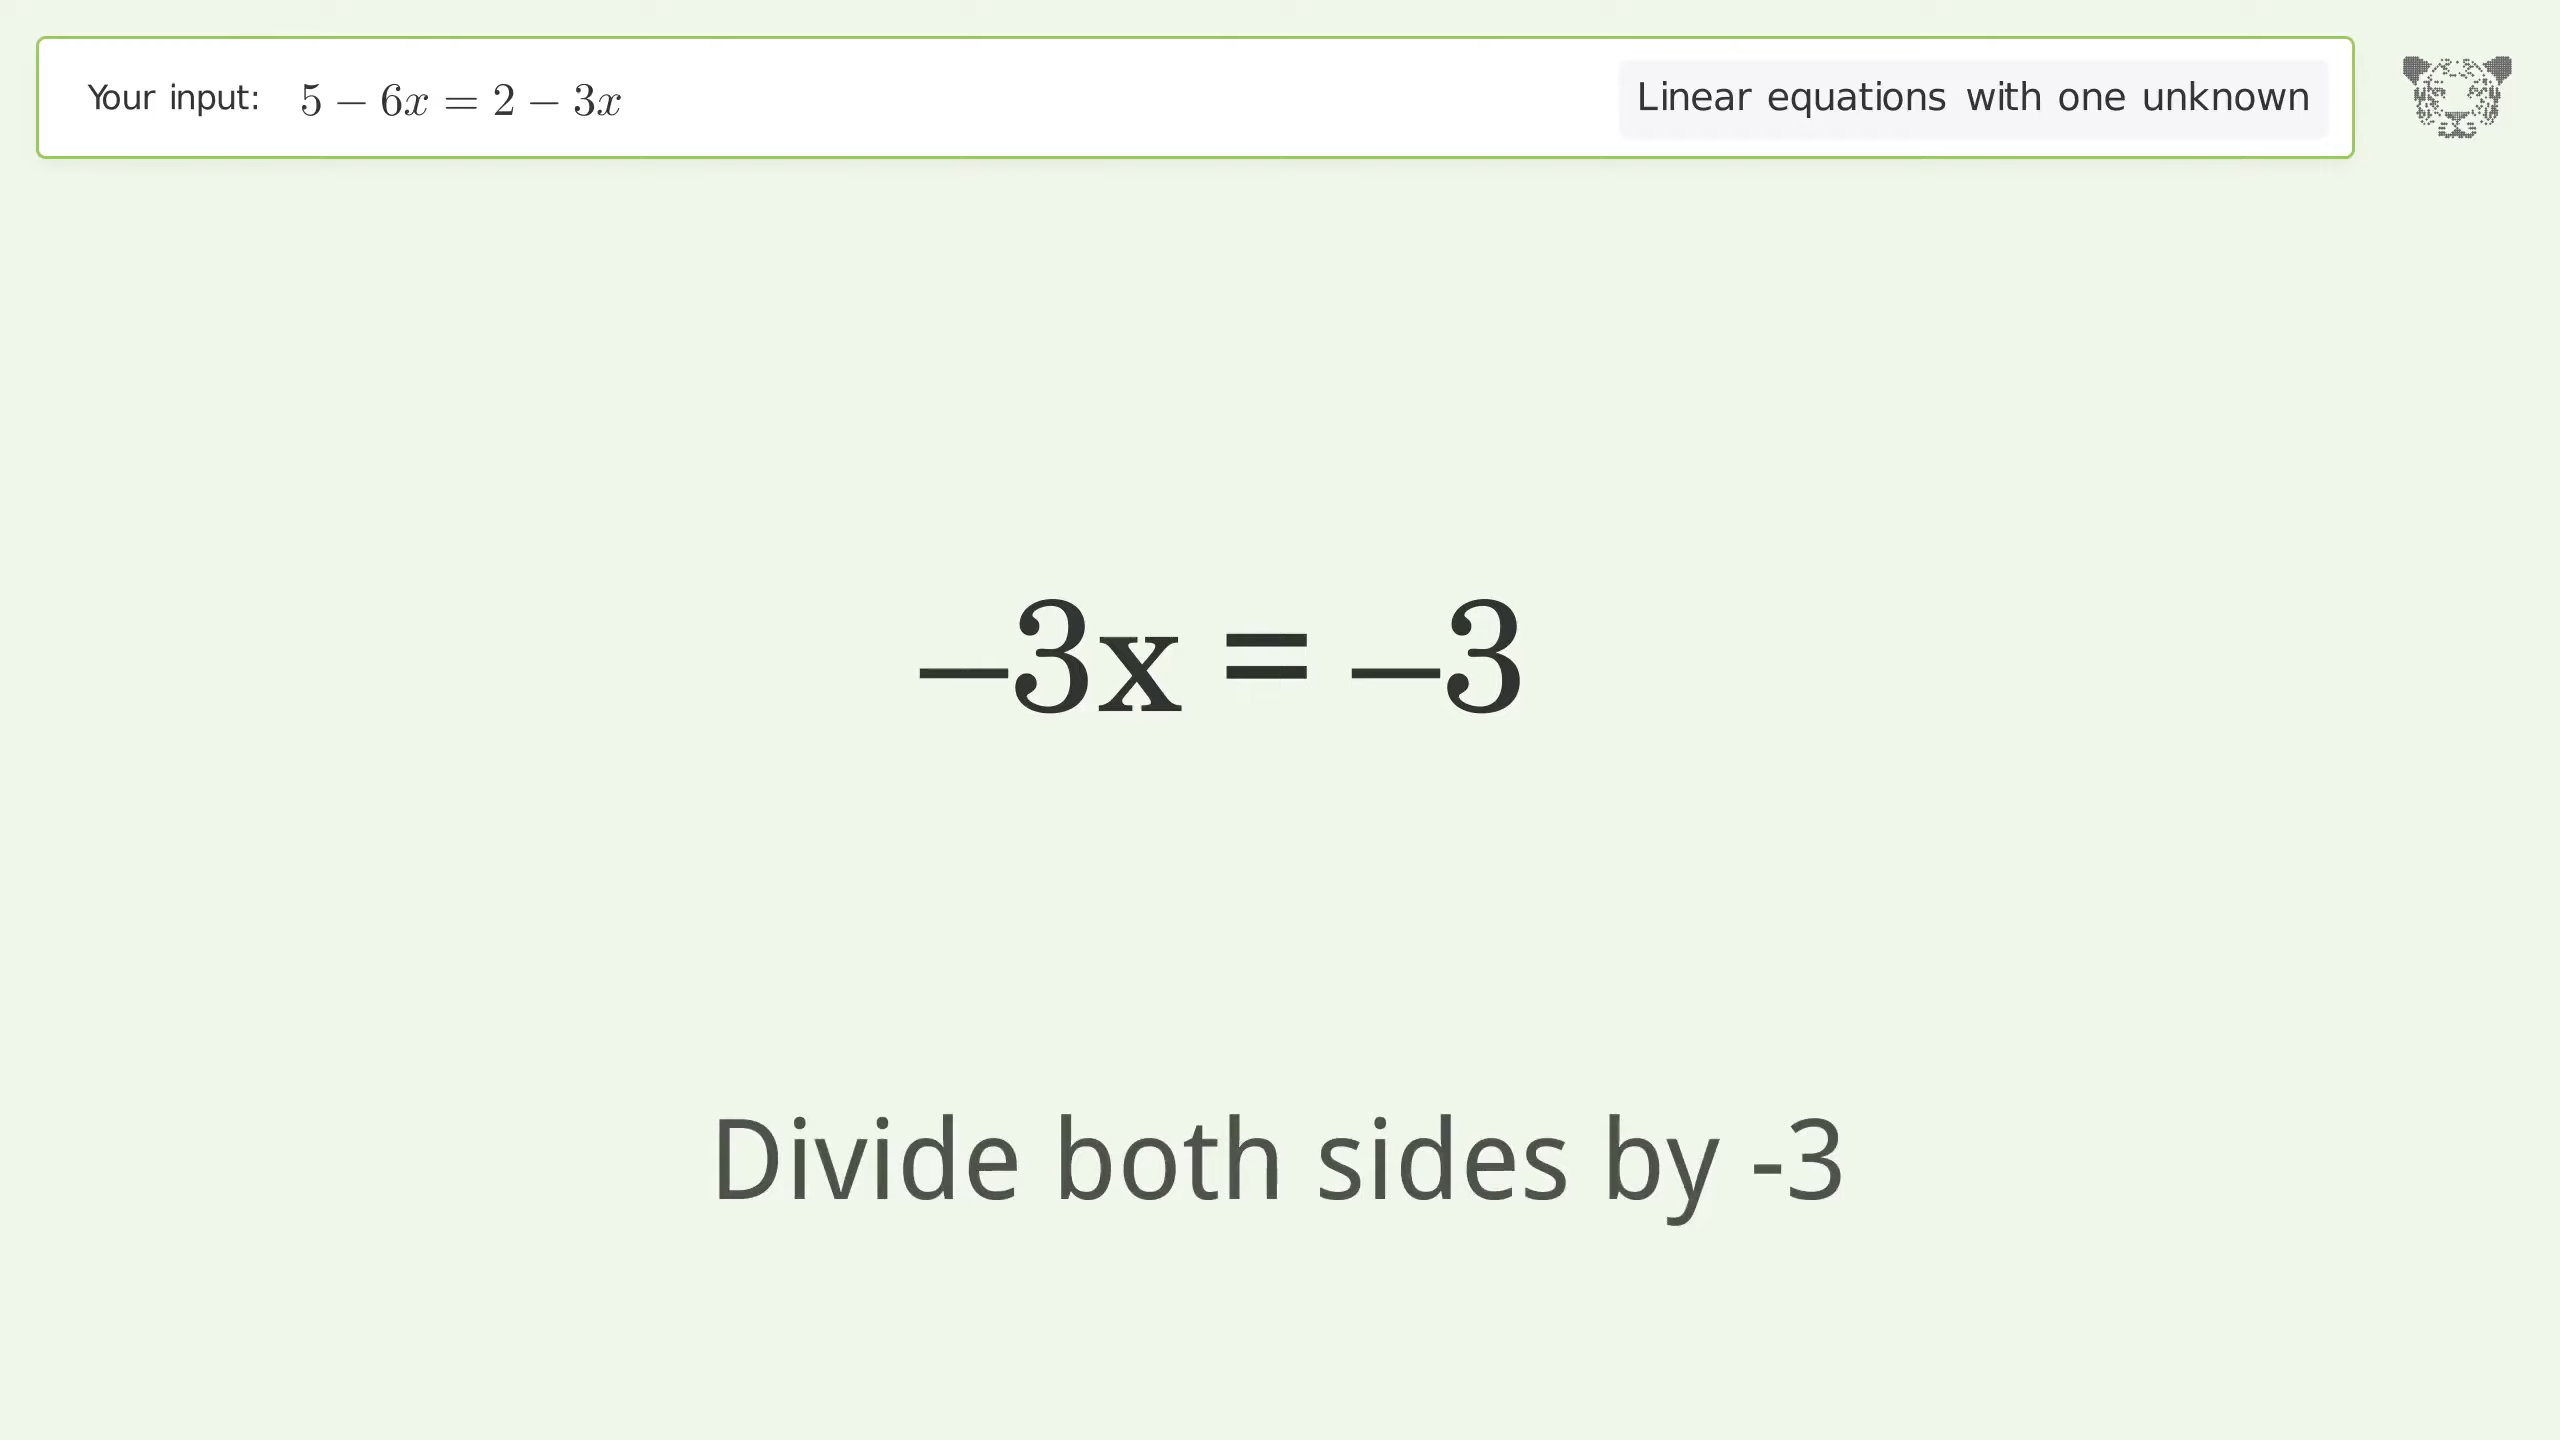 Your input: 5 − 6x = 2 − 3x
Linear equations with one unknown
−3x = −3
Divide both sides by -3